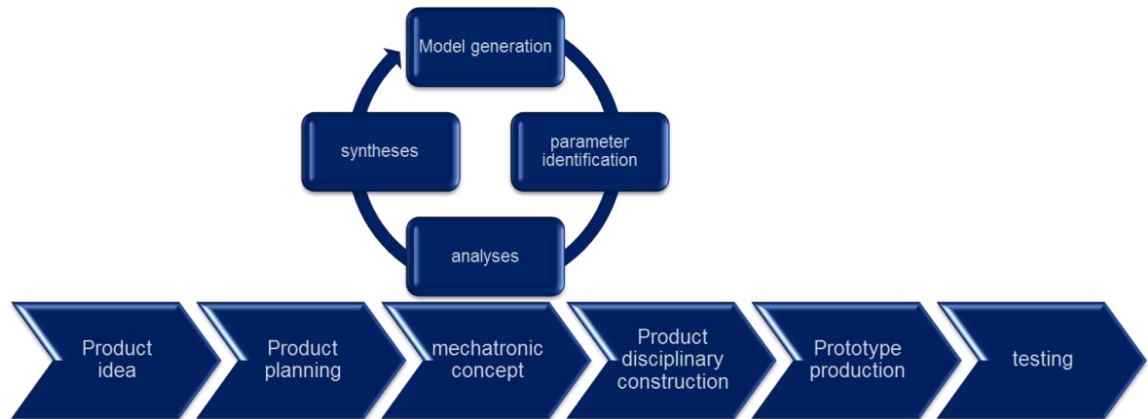 Model generation
syntheses
parameter
identification
analyses
Product
idea
Product
planning
mechatronic
concept
Product
disciplinary
construction
Prototype
production
testing